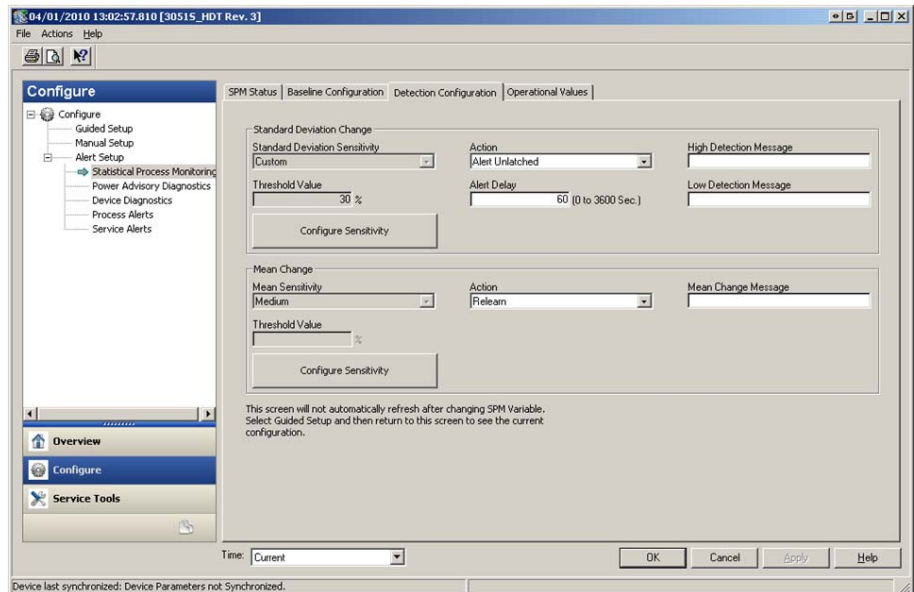 04/01/2010 13:02:57.810 [3051S_HDT Rev. 3]
File Actions Help
Configure
Configure
Guided Setup
Manual Setup
Alert Setup
Statistical Process Monitoring
Power Advisory Diagnostics
Device Diagnostics
Process Alerts
Service Alerts
Overview
Configure
Service Tools
SPM Status Baseline Configuration Detection Configuration Operational Values
Standard Deviation Change
Standard Deviation Sensitivity Action High Detection Message
Custom Alert Unlatched
Threshold Value Alert Delay Low Detection Message
30 % 60 (0 to 3600 Sec.)
Configure Sensitivity
Mean Change
Mean Sensitivity Action Mean Change Message
Medium Relearn
Threshold Value
%
Configure Sensitivity
This screen will not automatically refresh after changing SPM Variable.
Select Guided Setup and then return to this screen to see the current
configuration.
Time: Current
OK Cancel Apply Help
Device last synchronized: Device Parameters not Synchronized.